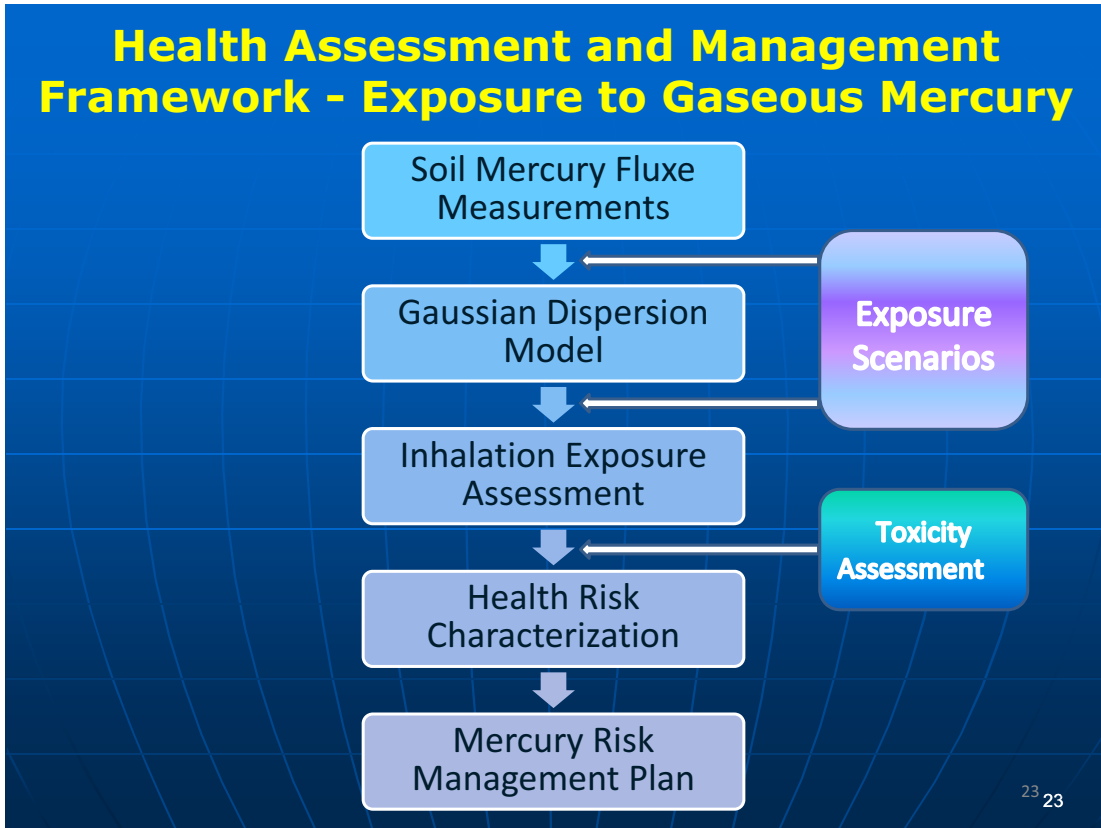 Health Assessment and Management
Framework - Exposure to Gaseous Mercury
Soil Mercury Fluxe
Measurements
Gaussian Dispersion
Model
Exposure
Scenarios
Inhalation Exposure
Assessment
Toxicity
Assessment
Health Risk
Characterization
Mercury Risk
Management Plan
23
23